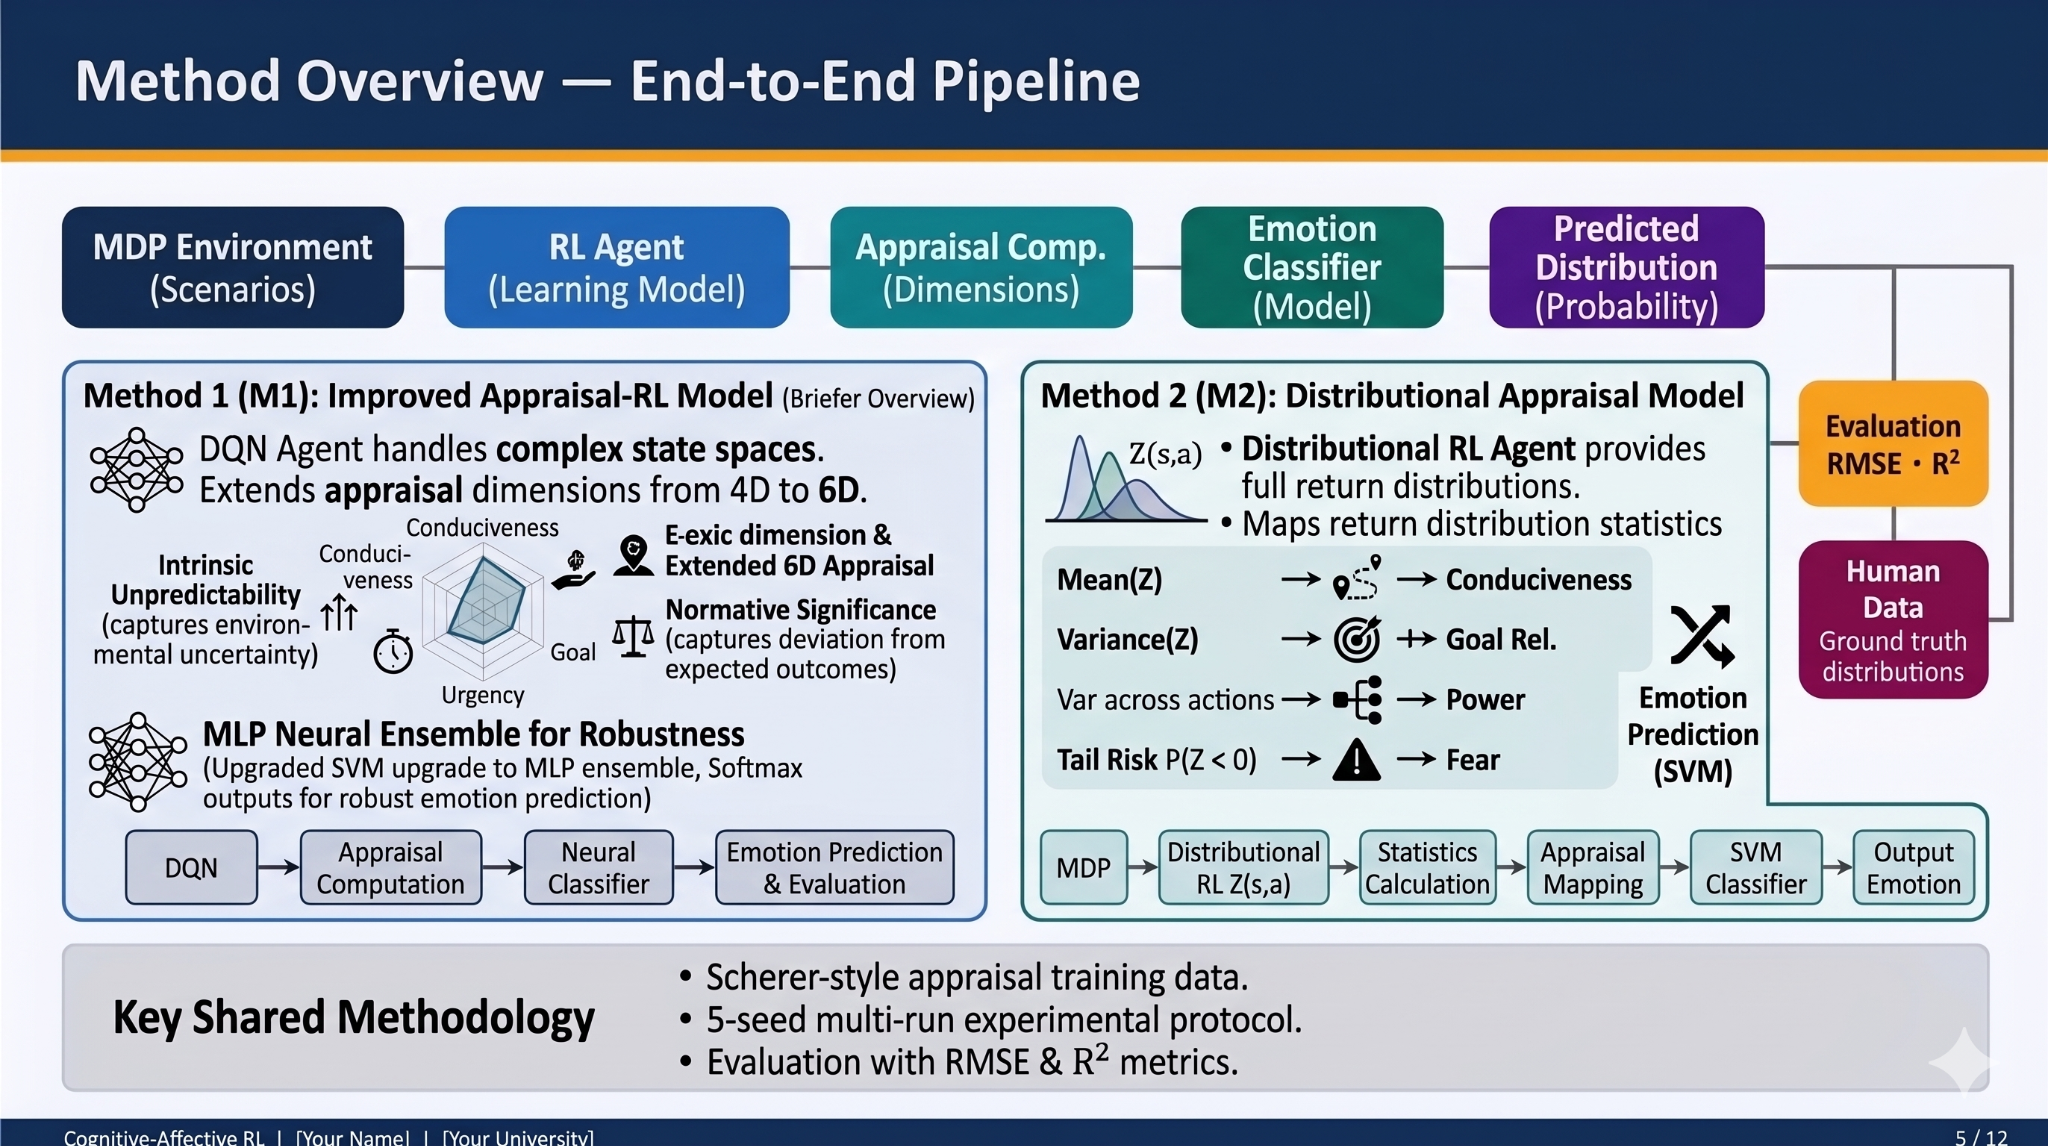 Method Overview — End-to-End Pipeline
MDP Environment
(Scenarios)
RL Agent
(Learning Model)
Appraisal Comp.
(Dimensions)
Emotion
Classifier
(Model)
Predicted
Distribution
(Probability)
Method 1 (M1): Improved Appraisal-RL Model (Briefer Overview)
DQN Agent handles complex state spaces.
Extends appraisal dimensions from 4D to 6D.
Conduciveness
Conduci-
veness
Intrinsic
Unpredictability
(captures environ-
mental uncertainty)
Goal
Urgency
E-exic dimension &
Extended 6D Appraisal
Normative Significance
(captures deviation from
expected outcomes)
MLP Neural Ensemble for Robustness
(Upgraded SVM upgrade to MLP ensemble, Softmax
outputs for robust emotion prediction)
DQN
Appraisal
Computation
Neural
Classifier
Emotion Prediction
& Evaluation
Method 2 (M2): Distributional Appraisal Model
Z(s,a)
• Distributional RL Agent provides
full return distributions.
• Maps return distribution statistics
Mean(Z) → → Conduciveness
Variance(Z) → → Goal Rel.
Var across actions → → Power
Tail Risk P(Z < 0) → → Fear
Emotion
Prediction
(SVM)
MDP
Distributional
RL Z(s,a)
Statistics
Calculation
Appraisal
Mapping
SVM
Classifier
Output
Emotion
Evaluation
RMSE · R²
Human
Data
Ground truth
distributions
Key Shared Methodology
• Scherer-style appraisal training data.
• 5-seed multi-run experimental protocol.
• Evaluation with RMSE & R² metrics.
Cognitive-Affective RL | [Your Name] | [Your University]
5 / 12